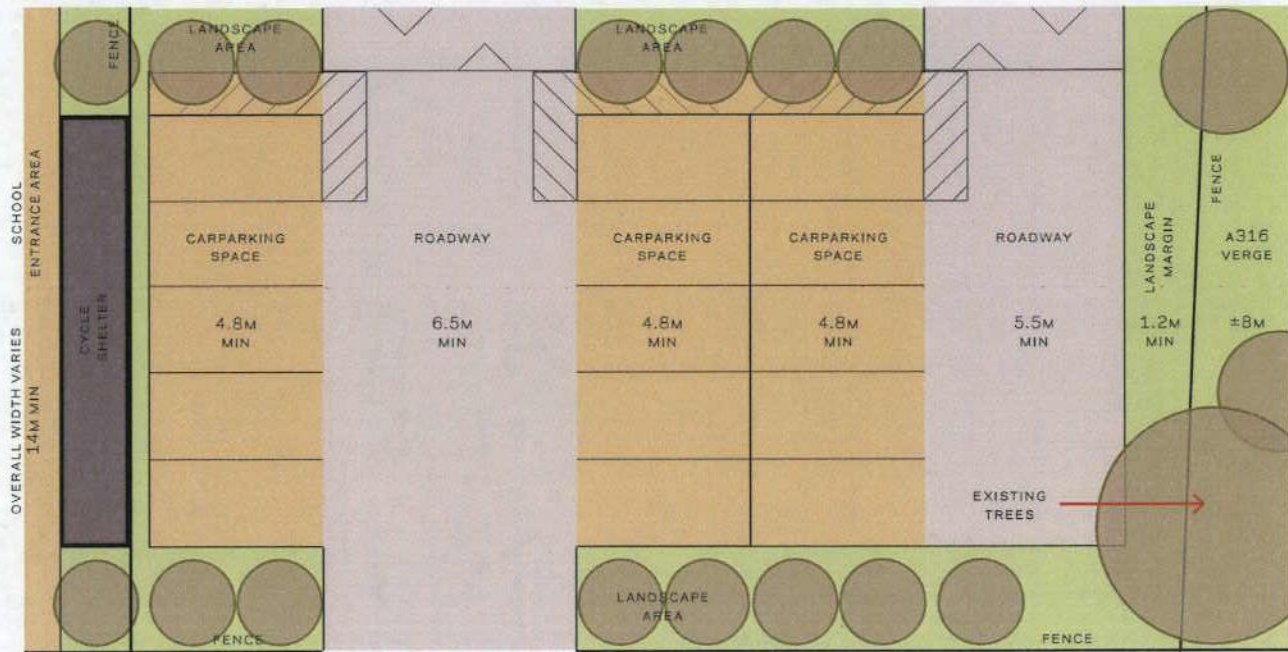 LANDSCAPE
AREA
LANDSCAPE
AREA
FENCE
SCHOOL
ENTRANCE AREA
OVERALL WIDTH VARIES
14M MIN
CYCLE
SHELTER
CARPARKING
SPACE
4.8M
MIN
ROADWAY
6.5M
MIN
CARPARKING
SPACE
4.8M
MIN
CARPARKING
SPACE
4.8M
MIN
ROADWAY
5.5M
MIN
LANDSCAPE
MARGIN
1.2M
MIN
FENCE
A316
VERGE
±8M
EXISTING
TREES
LANDSCAPE
AREA
FENCE
FENCE